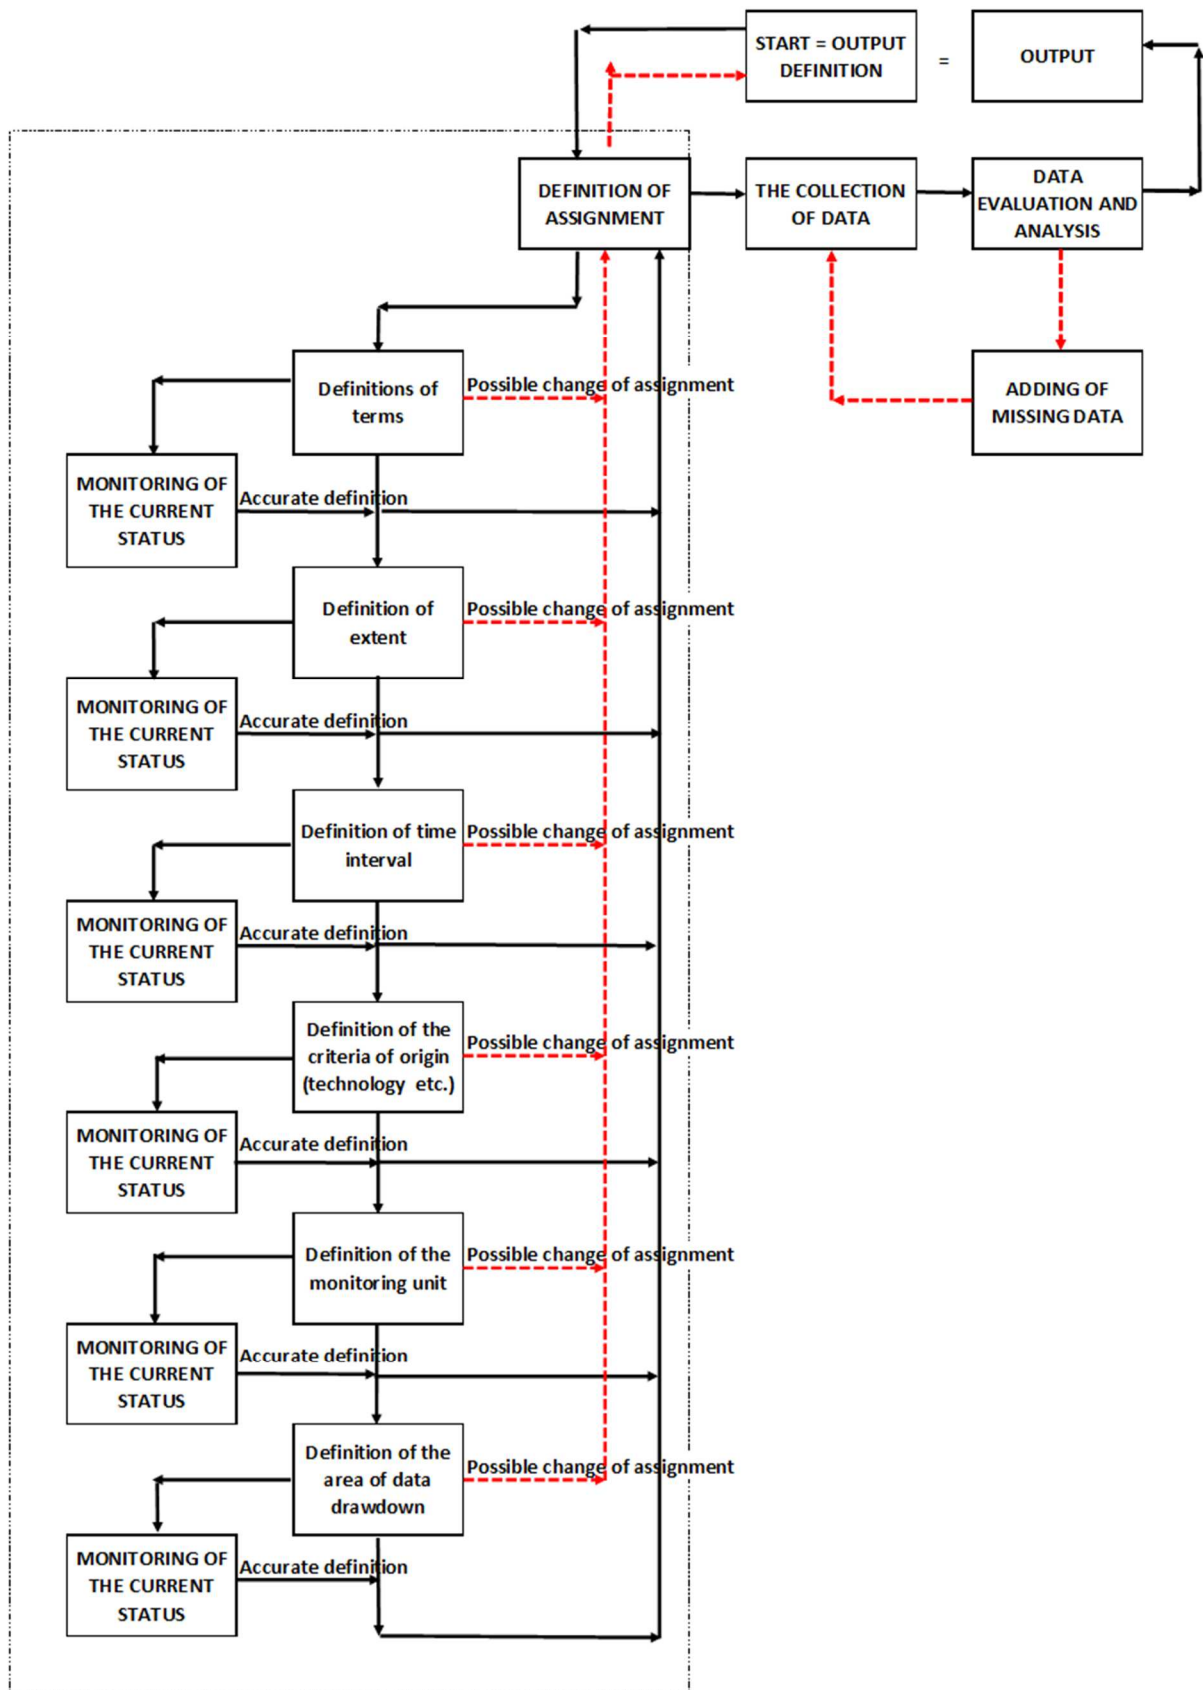 START = OUTPUT
DEFINITION
=
OUTPUT
DEFINITION OF
ASSIGNMENT
THE COLLECTION
OF DATA
DATA
EVALUATION AND
ANALYSIS
Definitions of
terms
Possible change of assignment
ADDING OF
MISSING DATA
MONITORING OF
THE CURRENT
STATUS
Accurate definition
Definition of
extent
Possible change of assignment
MONITORING OF
THE CURRENT
STATUS
Accurate definition
Definition of time
interval
Possible change of assignment
MONITORING OF
THE CURRENT
STATUS
Accurate definition
Definition of the
criteria of origin
(technology etc.)
Possible change of assignment
MONITORING OF
THE CURRENT
STATUS
Accurate definition
Definition of the
monitoring unit
Possible change of assignment
MONITORING OF
THE CURRENT
STATUS
Accurate definition
Definition of the
area of data
drawdown
Possible change of assignment
MONITORING OF
THE CURRENT
STATUS
Accurate definition